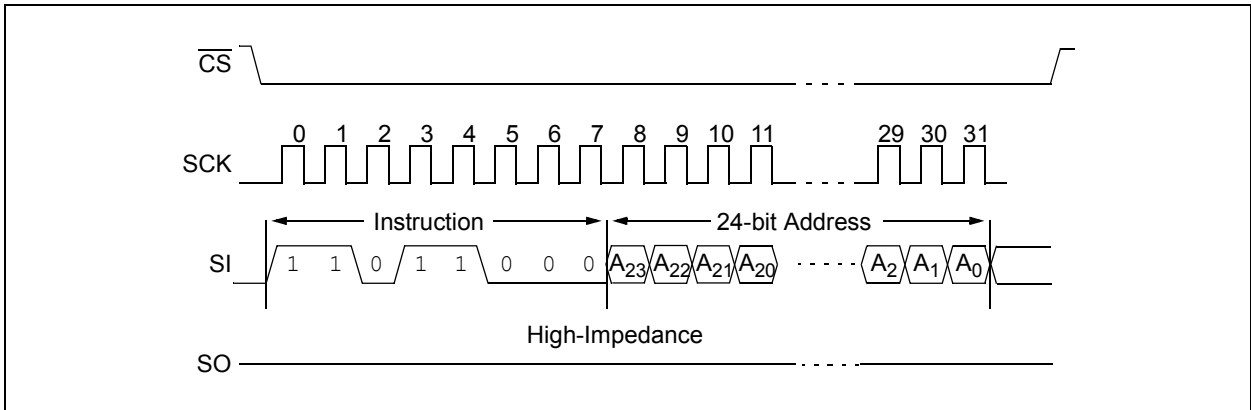 CS
0 1 2 3 4 5 6 7 8 9 10 11 29 30 31
SCK
Instruction 24-bit Address
SI 1 1 0 1 1 0 0 0 A23 A22 A21 A20 A2 A1 A0
High-Impedance
SO